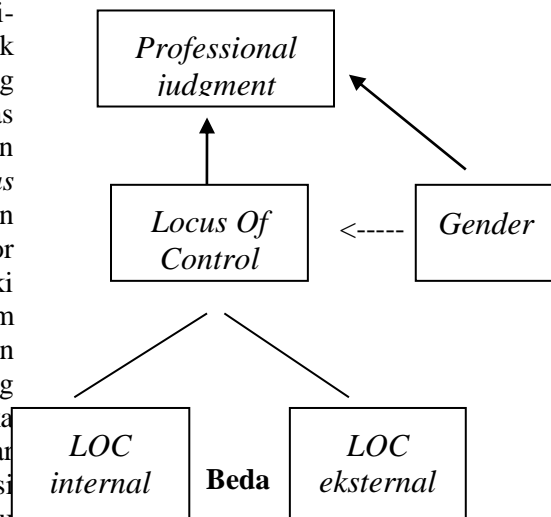 Professional
judgment
Locus Of
Control
<-----
Gender
LOC
internal
Beda
LOC
eksternal